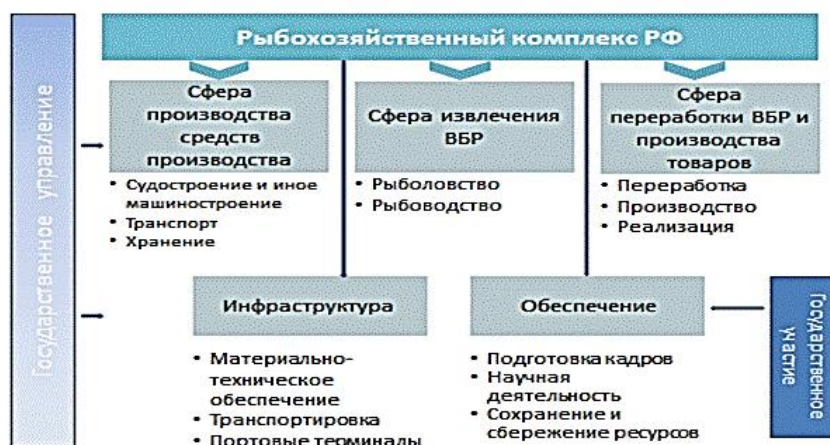 Рыбохозяйственный комплекс РФ
Государственное управление
Сфера
производства
средств
производства
• Судостроение и иное
машиностроение
• Транспорт
• Хранение
Сфера извлечения
ВБР
• Рыболовство
• Рыбоводство
Сфера
переработки ВБР и
производства
товаров
• Переработка
• Производство
• Реализация
Инфраструктура
• Материально-
техническое
обеспечение
• Транспортировка
• Портовые терминалы
Обеспечение
• Подготовка кадров
• Научная
деятельность
• Сохранение и
сбережение ресурсов
Государственное
участие